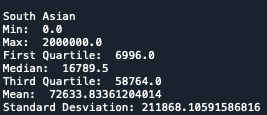 South Asian
Min:  0.0
Max:  2000000.0
First Quartile:  6996.0
Median:  16789.5
Third Quartile:  58764.0
Mean:  72633.83361204014
Standard Desviation: 211868.10591586816